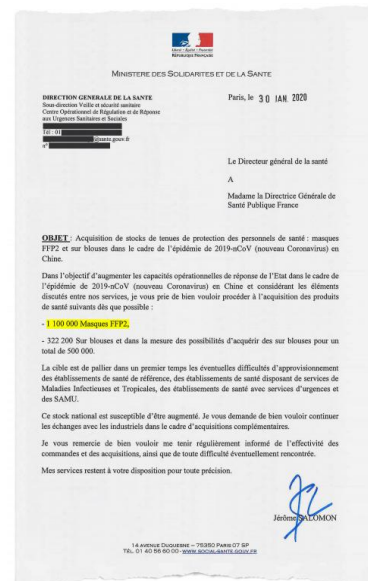 Liberté • Égalité • Fraternité
RÉPUBLIQUE FRANÇAISE
MINISTERE DES SOLIDARITES ET DE LA SANTE
DIRECTION GENERALE DE LA SANTE
Sous-direction Veille et sécurité sanitaire
Centre Opérationnel de Régulation et de Réponse
aux Urgences Sanitaires et Sociales
Tél : 01
@sante.gouv.fr
n°
Paris, le 30 JAN. 2020
Le Directeur général de la santé
A
Madame la Directrice Générale de
Santé Publique France
OBJET : Acquisition de stocks de tenues de protection des personnels de santé : masques
FFP2 et sur blouses dans le cadre de l'épidémie de 2019-nCoV (nouveau Coronavirus) en
Chine.
Dans l'objectif d'augmenter les capacités opérationnelles de réponse de l'Etat dans le cadre de
l'épidémie de 2019-nCoV (nouveau Coronavirus) en Chine et considérant les éléments
discutés entre nos services, je vous prie de bien vouloir procéder à l'acquisition des produits
de santé suivants dès que possible :
- 1 100 000 Masques FFP2,
- 322 200 Sur blouses et dans la mesure des possibilités d'acquérir des sur blouses pour un
total de 500 000.
La cible est de pallier dans un premier temps les éventuelles difficultés d'approvisionnement
des établissements de santé de référence, des établissements de santé disposant de services de
Maladies Infectieuses et Tropicales, des établissements de santé avec services d'urgences et
des SAMU.
Ce stock national est susceptible d'être augmenté. Je vous demande de bien vouloir continuer
les échanges avec les industriels dans le cadre d'acquisitions complémentaires.
Je vous remercie de bien vouloir me tenir régulièrement informé de l'effectivité des
commandes et des acquisitions, ainsi que de toute difficulté éventuellement rencontrée.
Mes services restent à votre disposition pour toute précision.
Jérôme SALOMON
14 AVENUE DUQUESNE – 75350 PARIS 07 SP
TÉL. 01 40 56 60 00 - WWW.SOCIAL-SANTE.GOUV.FR